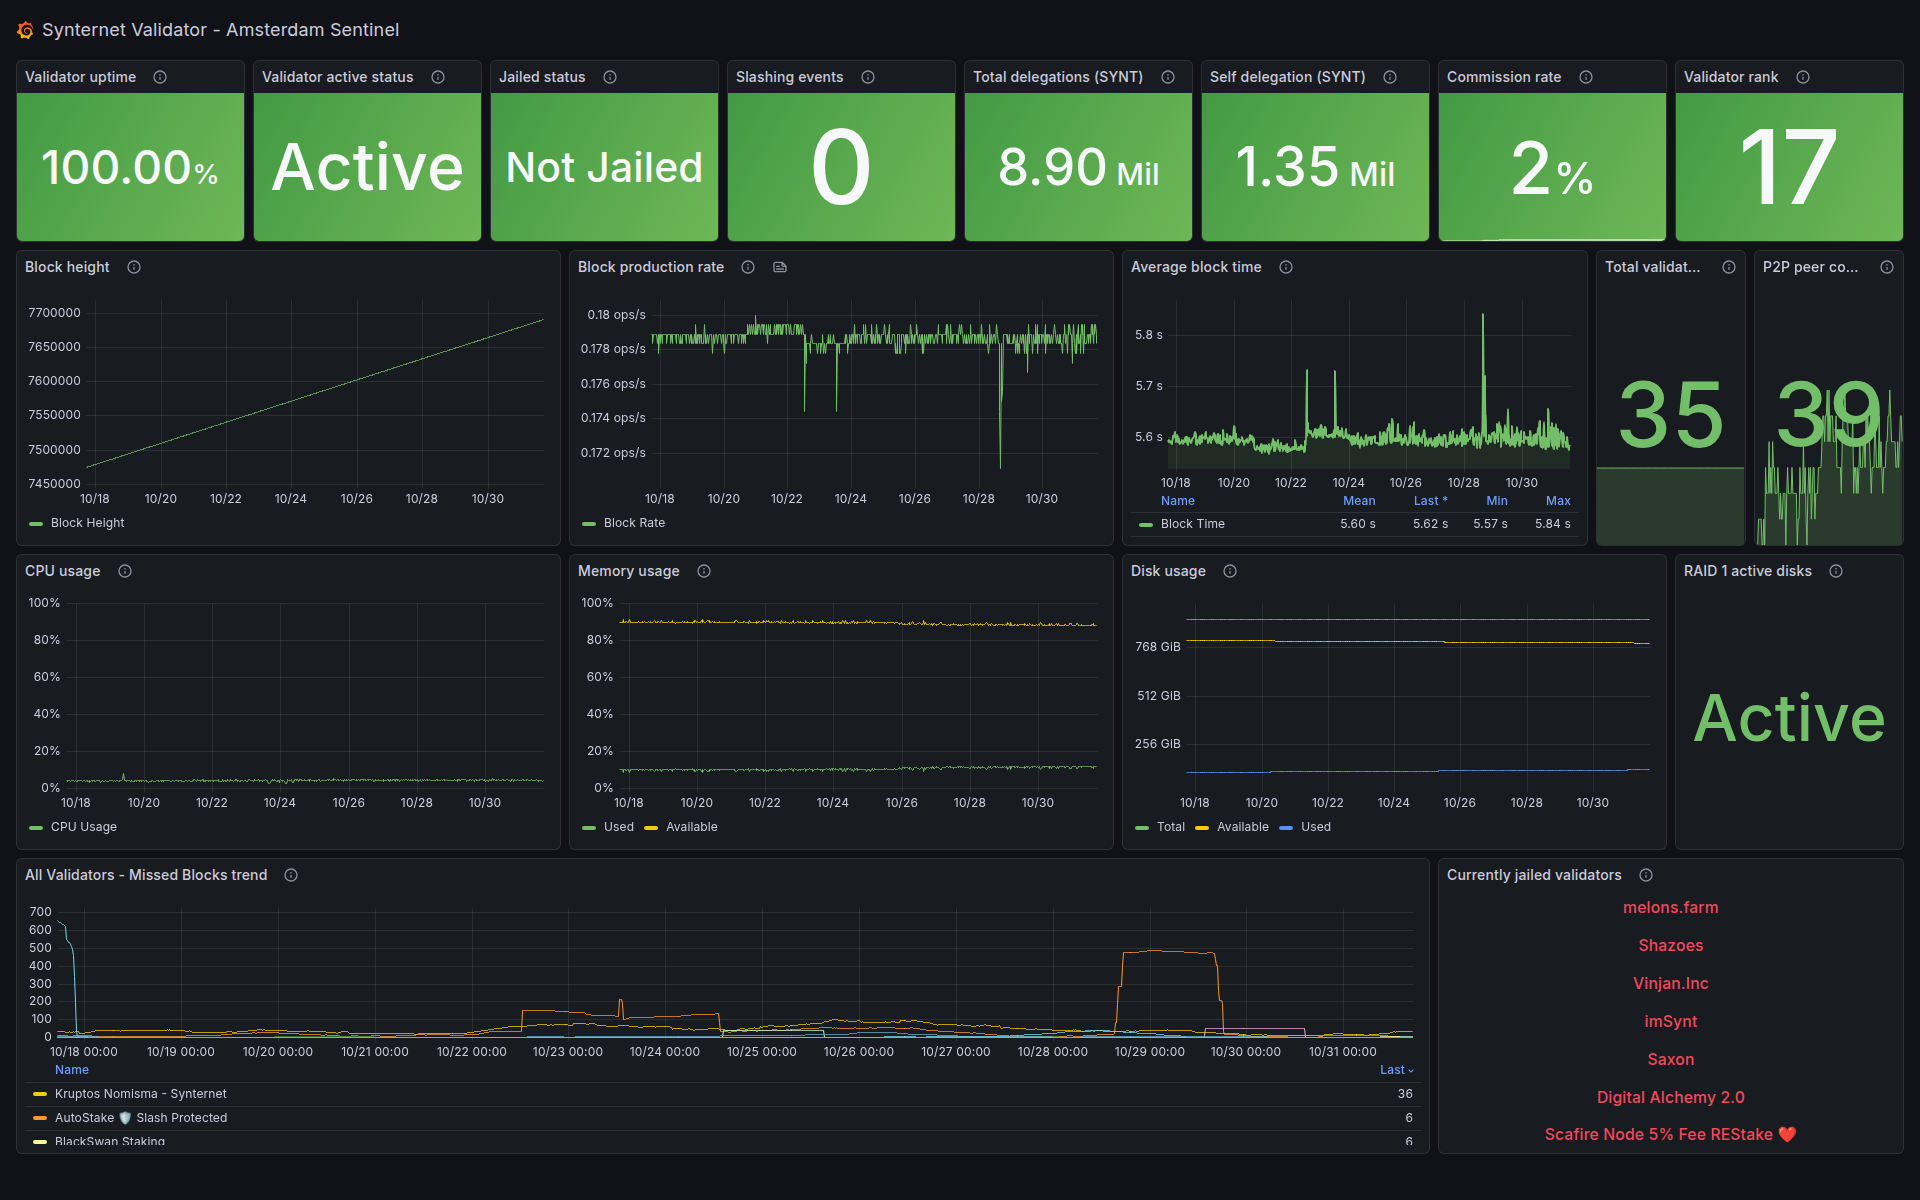 Synternet Validator - Amsterdam Sentinel
Validator uptime
100.00%
Validator active status
Active
Jailed status
Not Jailed
Slashing events
0
Total delegations (SYNT)
8.90 Mil
Self delegation (SYNT)
1.35 Mil
Commission rate
2%
Validator rank
17
Block height
7700000
7650000
7600000
7550000
7500000
7450000
10/18 10/20 10/22 10/24 10/26 10/28 10/30
Block Height
Block production rate
0.18 ops/s
0.178 ops/s
0.176 ops/s
0.174 ops/s
0.172 ops/s
10/18 10/20 10/22 10/24 10/26 10/28 10/30
Block Rate
Average block time
5.8 s
5.7 s
5.6 s
10/18 10/20 10/22 10/24 10/26 10/28 10/30
Name Mean Last * Min Max
Block Time 5.60 s 5.62 s 5.57 s 5.84 s
Total validat...
35
P2P peer co...
39
CPU usage
100%
80%
60%
40%
20%
0%
10/18 10/20 10/22 10/24 10/26 10/28 10/30
CPU Usage
Memory usage
100%
80%
60%
40%
20%
0%
10/18 10/20 10/22 10/24 10/26 10/28 10/30
Used Available
Disk usage
768 GiB
512 GiB
256 GiB
10/18 10/20 10/22 10/24 10/26 10/28 10/30
Total Available Used
RAID 1 active disks
Active
All Validators - Missed Blocks trend
700
600
500
400
300
200
100
0
10/18 00:00 10/19 00:00 10/20 00:00 10/21 00:00 10/22 00:00 10/23 00:00 10/24 00:00 10/25 00:00 10/26 00:00 10/27 00:00 10/28 00:00 10/29 00:00 10/30 00:00 10/31 00:00
Name Last
Kruptos Nomisma - Synternet 36
AutoStake 🛡️ Slash Protected 6
BlackSwan Staking 6
Currently jailed validators
melons.farm
Shazoes
Vinjan.Inc
imSynt
Saxon
Digital Alchemy 2.0
Scafire Node 5% Fee REStake ❤️